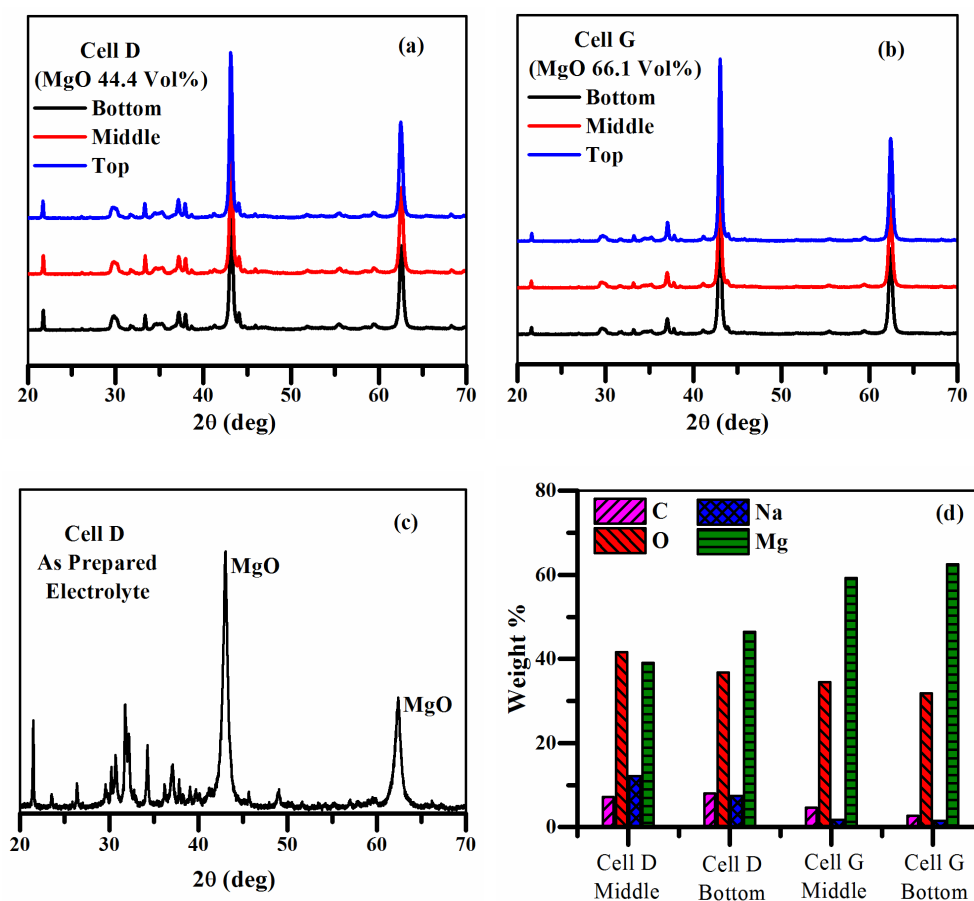 Cell D
(MgO 44.4 Vol%)
Bottom
Middle
Top
(a)
20 30 40 50 60 70
2θ (deg)
Cell G
(MgO 66.1 Vol%)
Bottom
Middle
Top
(b)
20 30 40 50 60 70
2θ (deg)
Cell D
As Prepared
Electrolyte
(c)
MgO
MgO
20 30 40 50 60 70
2θ (deg)
(d)
C
Na
O
Mg
Weight %
80
60
40
20
0
Cell D
Middle
Cell D
Bottom
Cell G
Middle
Cell G
Bottom